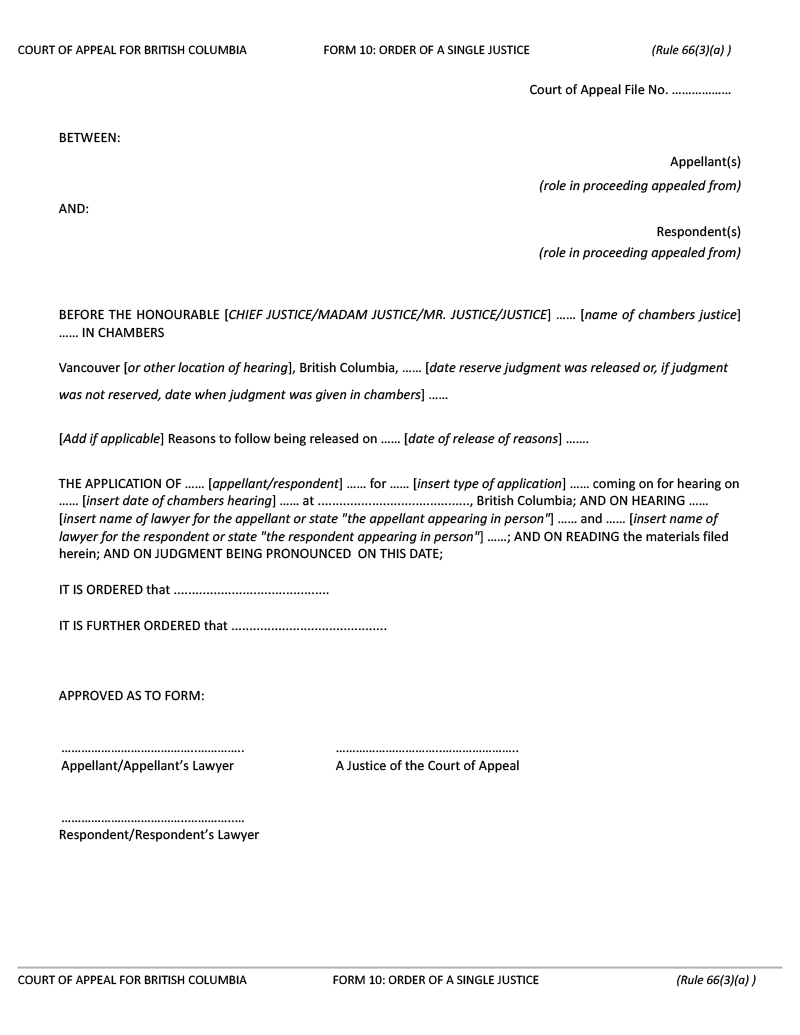 COURT OF APPEAL FOR BRITISH COLUMBIA FORM 10: ORDER OF A SINGLE JUSTICE (Rule 66(3)(a) )
Court of Appeal File No. ………………
BETWEEN:
Appellant(s)
(role in proceeding appealed from)
AND:
Respondent(s)
(role in proceeding appealed from)
BEFORE THE HONOURABLE [CHIEF JUSTICE/MADAM JUSTICE/MR. JUSTICE/JUSTICE] …… [name of chambers justice]
…… IN CHAMBERS
Vancouver [or other location of hearing], British Columbia, …… [date reserve judgment was released or, if judgment
was not reserved, date when judgment was given in chambers] ……
[Add if applicable] Reasons to follow being released on …… [date of release of reasons] …….
THE APPLICATION OF …… [appellant/respondent] …… for …… [insert type of application] …… coming on for hearing on
…… [insert date of chambers hearing] …… at .........................................., British Columbia; AND ON HEARING ……
[insert name of lawyer for the appellant or state "the appellant appearing in person"] …… and …… [insert name of
lawyer for the respondent or state "the respondent appearing in person"] ……; AND ON READING the materials filed
herein; AND ON JUDGMENT BEING PRONOUNCED ON THIS DATE;
IT IS ORDERED that ...........................................
IT IS FURTHER ORDERED that ...........................................
APPROVED AS TO FORM:
…………………………………..………….. …………………………..…………………..
Appellant/Appellant’s Lawyer A Justice of the Court of Appeal
………………………………..…………..…
Respondent/Respondent’s Lawyer
COURT OF APPEAL FOR BRITISH COLUMBIA FORM 10: ORDER OF A SINGLE JUSTICE (Rule 66(3)(a) )